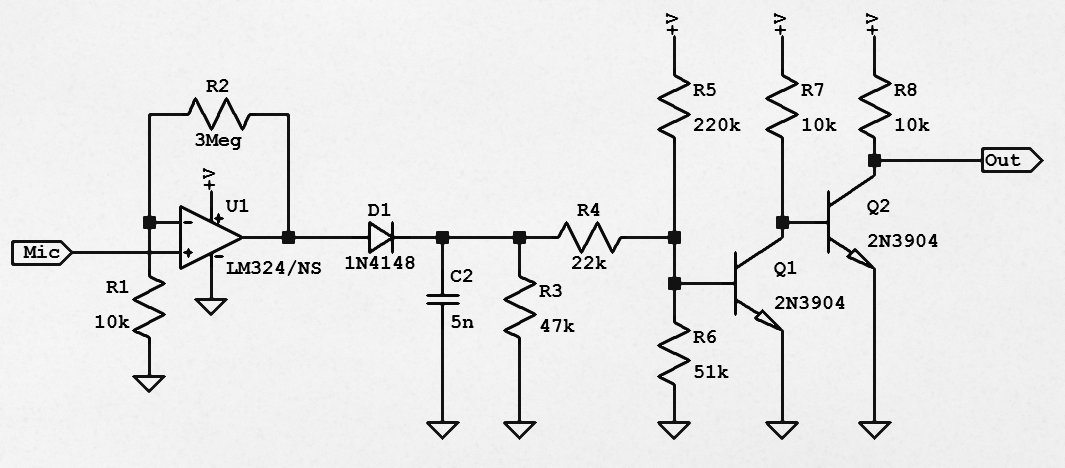 +V
+V
+V
R2
3Meg
R5
220k
R7
10k
R8
10k
Out
+V
U1
Mic
LM324/NS
R1
10k
D1
1N4148
C2
5n
R3
47k
R4
22k
Q1
2N3904
Q2
2N3904
R6
51k